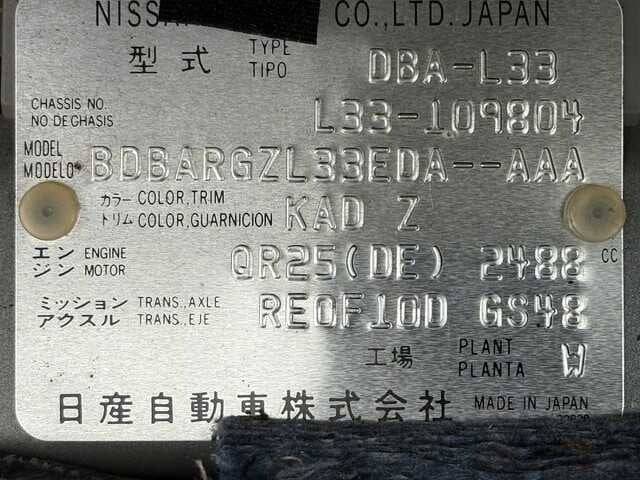 NISSA CO.,LTD. JAPAN
型式 TYPE TIPO DBA-L33
CHASSIS NO. NO DE GHASIS L33-109804
MODEL MODELO BDBARGZL33EDA--AAA
カラー COLOR,TRIM
トリム COLOR,GUARNICION KAD Z
エンジン ENGINE MOTOR QR25(DE) 2488 CC
ミッション TRANS.,AXLE
アクスル TRANS.,EJE RE0F10D GS48
工場 PLANT PLANTA W
日産自動車株式会社 MADE IN JAPAN